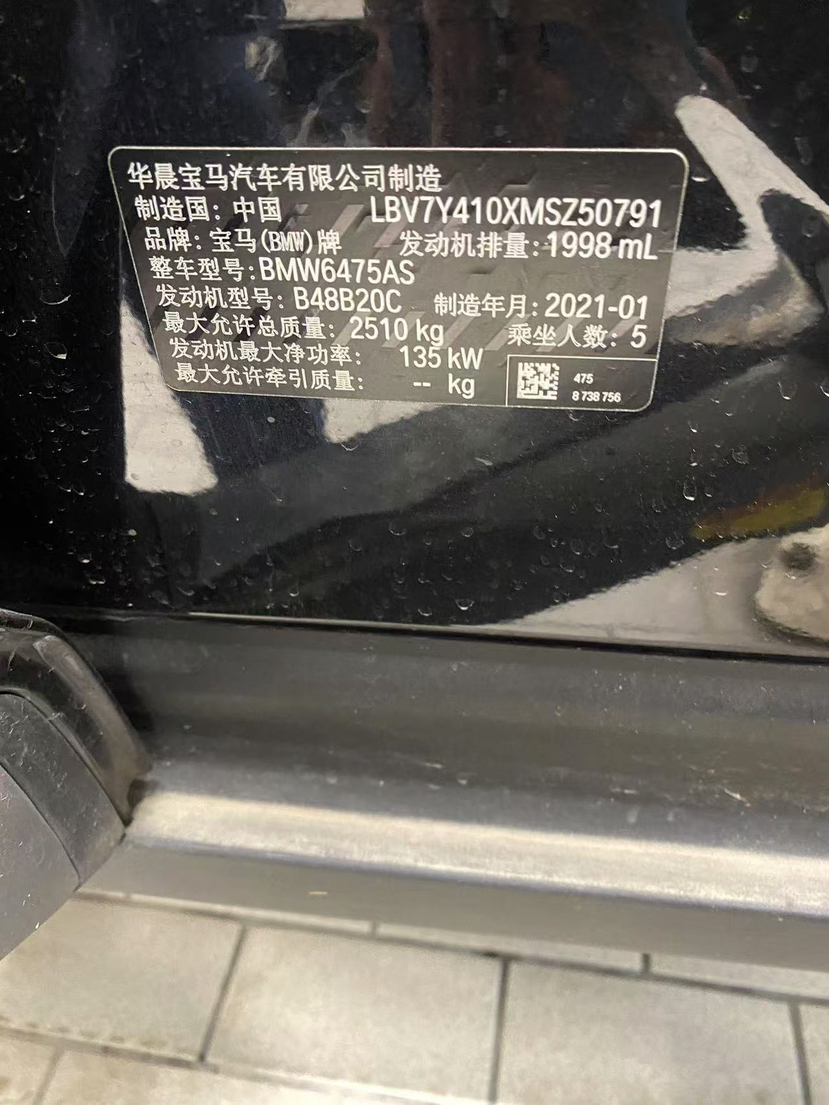 华晨宝马汽车有限公司制造
制造国: 中国 LBV7Y410XMSZ50791
品牌: 宝马(BMW)牌 发动机排量: 1998 mL
整车型号: BMW6475AS
发动机型号: B48B20C 制造年月: 2021-01
最大允许总质量: 2510 kg 乘坐人数: 5
发动机最大净功率: 135 kW
最大允许牵引质量: -- kg
475
8 738 756